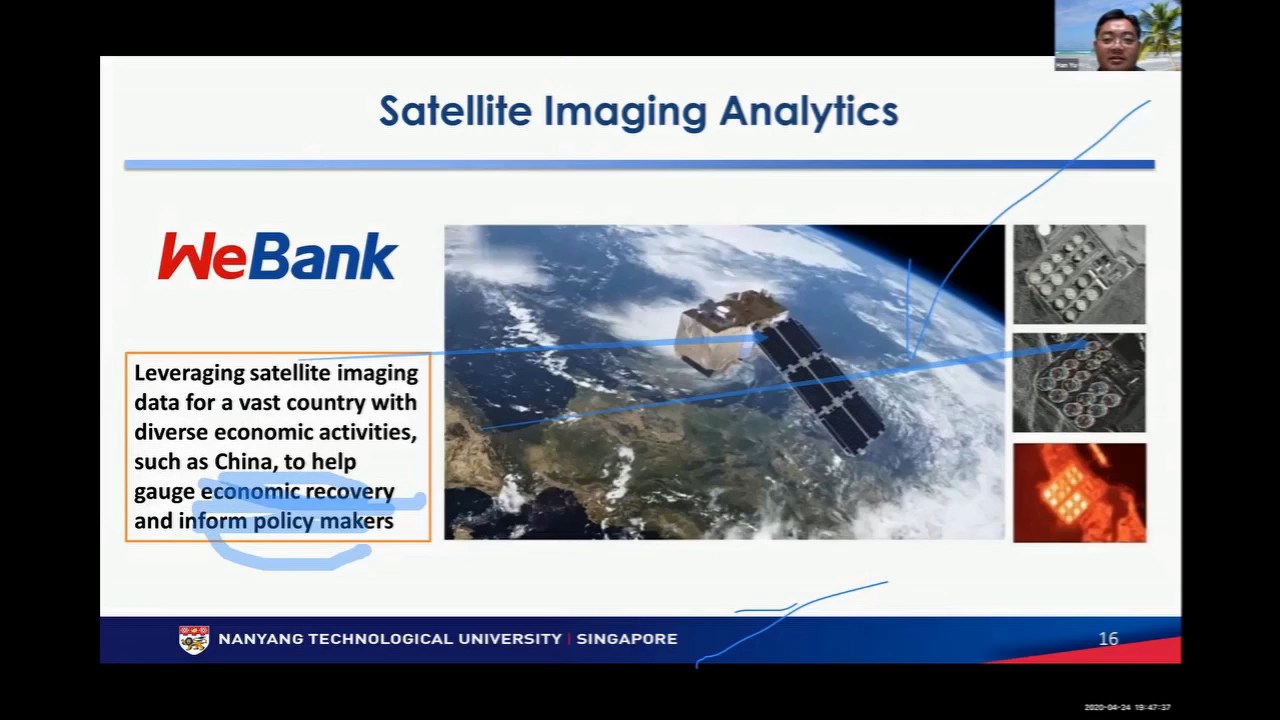 Han Yu
Satellite Imaging Analytics
WeBank
Leveraging satellite imaging
data for a vast country with
diverse economic activities,
such as China, to help
gauge economic recovery
and inform policy makers
NANYANG TECHNOLOGICAL UNIVERSITY | SINGAPORE
16
2020-04-24 19:47:37